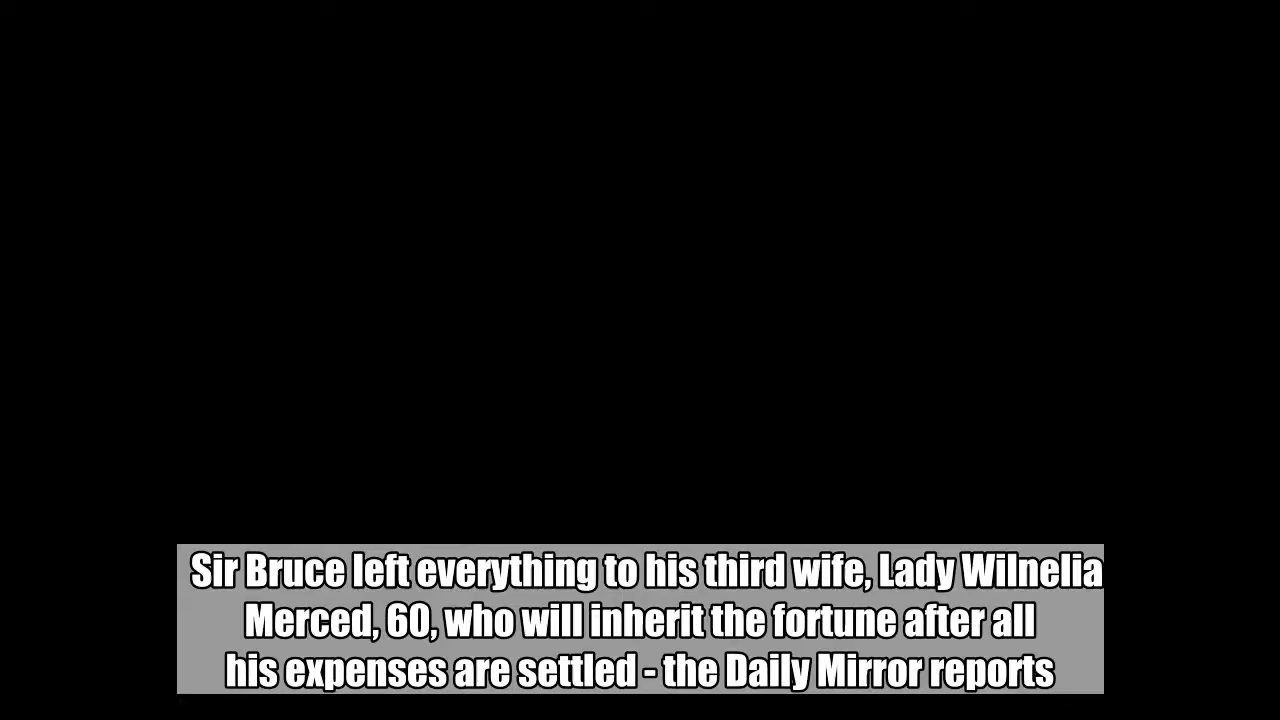 Sir Bruce left everything to his third wife, Lady Wilnelia
Merced, 60, who will inherit the fortune after all
his expenses are settled - the Daily Mirror reports